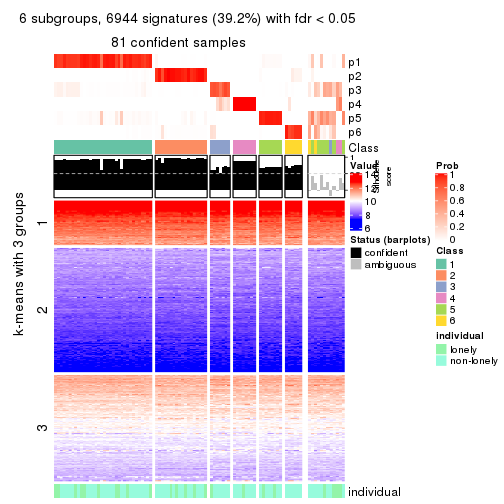 6 subgroups, 6944 signatures (39.2%) with fdr < 0.05
81 confident samples
p1
p2
p3
p4
p5
p6
Class
1
Silhouette
score
k-means with 3 groups
1
2
3
individual
Value
14
12
10
8
6
Status (barplots)
confident
ambiguous
Prob
1
0.8
0.6
0.4
0.2
0
Class
1
2
3
4
5
6
individual
lonely
non-lonely